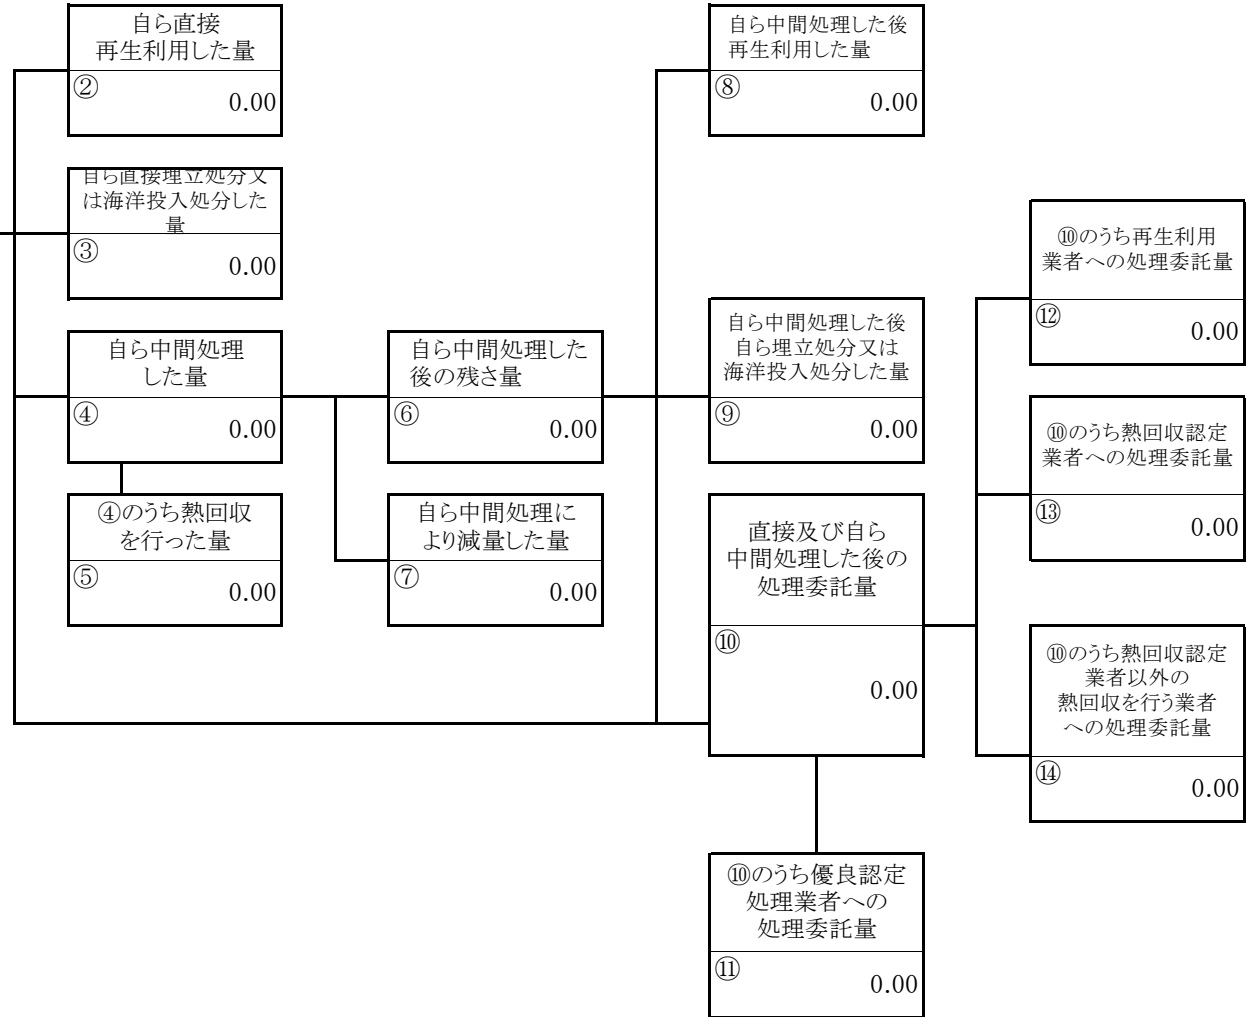 自ら直接
再生利用した量
②
0.00
自ら直接埋立処分又
は海洋投入処分した
量
③
0.00
自ら中間処理
した量
④
0.00
④のうち熱回収
を行った量
⑤
0.00
自ら中間処理した
後の残さ量
⑥
0.00
自ら中間処理に
より減量した量
⑦
0.00
自ら中間処理した後
再生利用した量
⑧
0.00
自ら中間処理した後
自ら埋立処分又は
海洋投入処分した量
⑨
0.00
直接及び自ら
中間処理した後の
処理委託量
⑩
0.00
⑩のうち優良認定
処理業者への
処理委託量
⑪
0.00
⑩のうち再生利用
業者への処理委託量
⑫
0.00
⑩のうち熱回収認定
業者への処理委託量
⑬
0.00
⑩のうち熱回収認定
業者以外の
熱回収を行う業者
への処理委託量
⑭
0.00